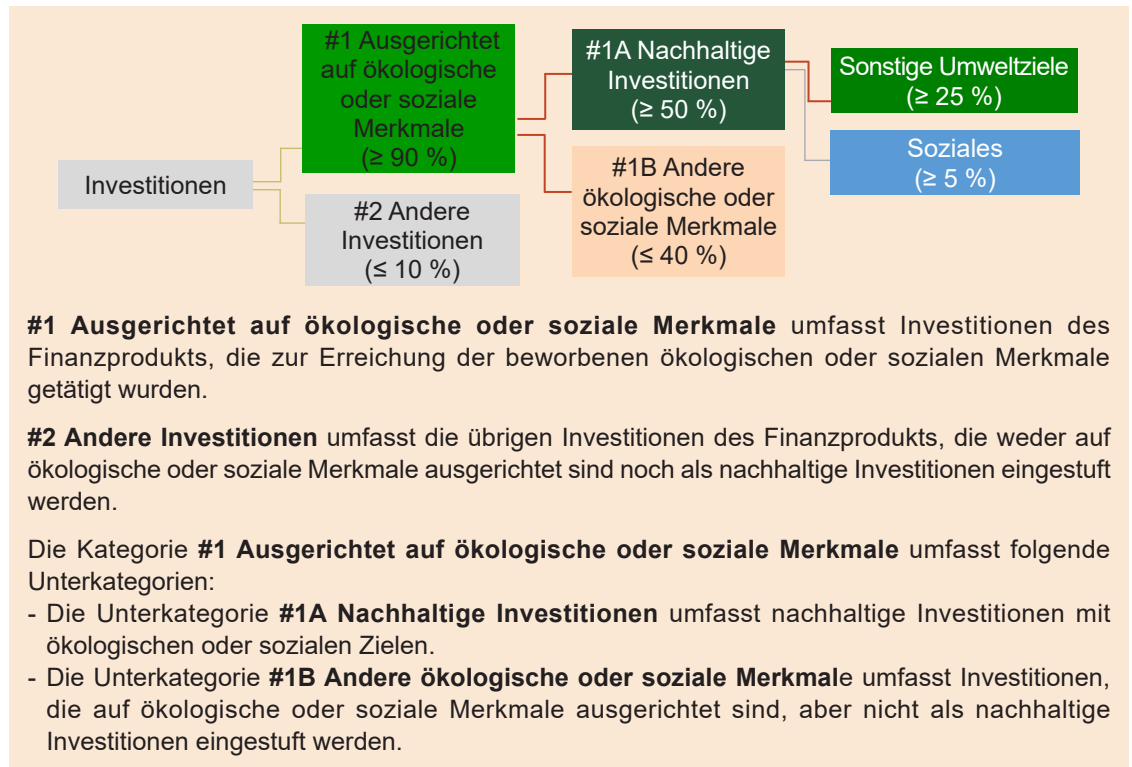 Investitionen
#1 Ausgerichtet
auf ökologische
oder soziale
Merkmale
(≥ 90 %)
#2 Andere
Investitionen
(≤ 10 %)
#1A Nachhaltige
Investitionen
(≥ 50 %)
#1B Andere
ökologische oder
soziale Merkmale
(≤ 40 %)
Sonstige Umweltziele
(≥ 25 %)
Soziales
(≥ 5 %)
#1 Ausgerichtet auf ökologische oder soziale Merkmale umfasst Investitionen des
Finanzprodukts, die zur Erreichung der beworbenen ökologischen oder sozialen Merkmale
getätigt wurden.
#2 Andere Investitionen umfasst die übrigen Investitionen des Finanzprodukts, die weder auf
ökologische oder soziale Merkmale ausgerichtet sind noch als nachhaltige Investitionen eingestuft
werden.
Die Kategorie #1 Ausgerichtet auf ökologische oder soziale Merkmale umfasst folgende
Unterkategorien:
- Die Unterkategorie #1A Nachhaltige Investitionen umfasst nachhaltige Investitionen mit
ökologischen oder sozialen Zielen.
- Die Unterkategorie #1B Andere ökologische oder soziale Merkmale umfasst Investitionen,
die auf ökologische oder soziale Merkmale ausgerichtet sind, aber nicht als nachhaltige
Investitionen eingestuft werden.